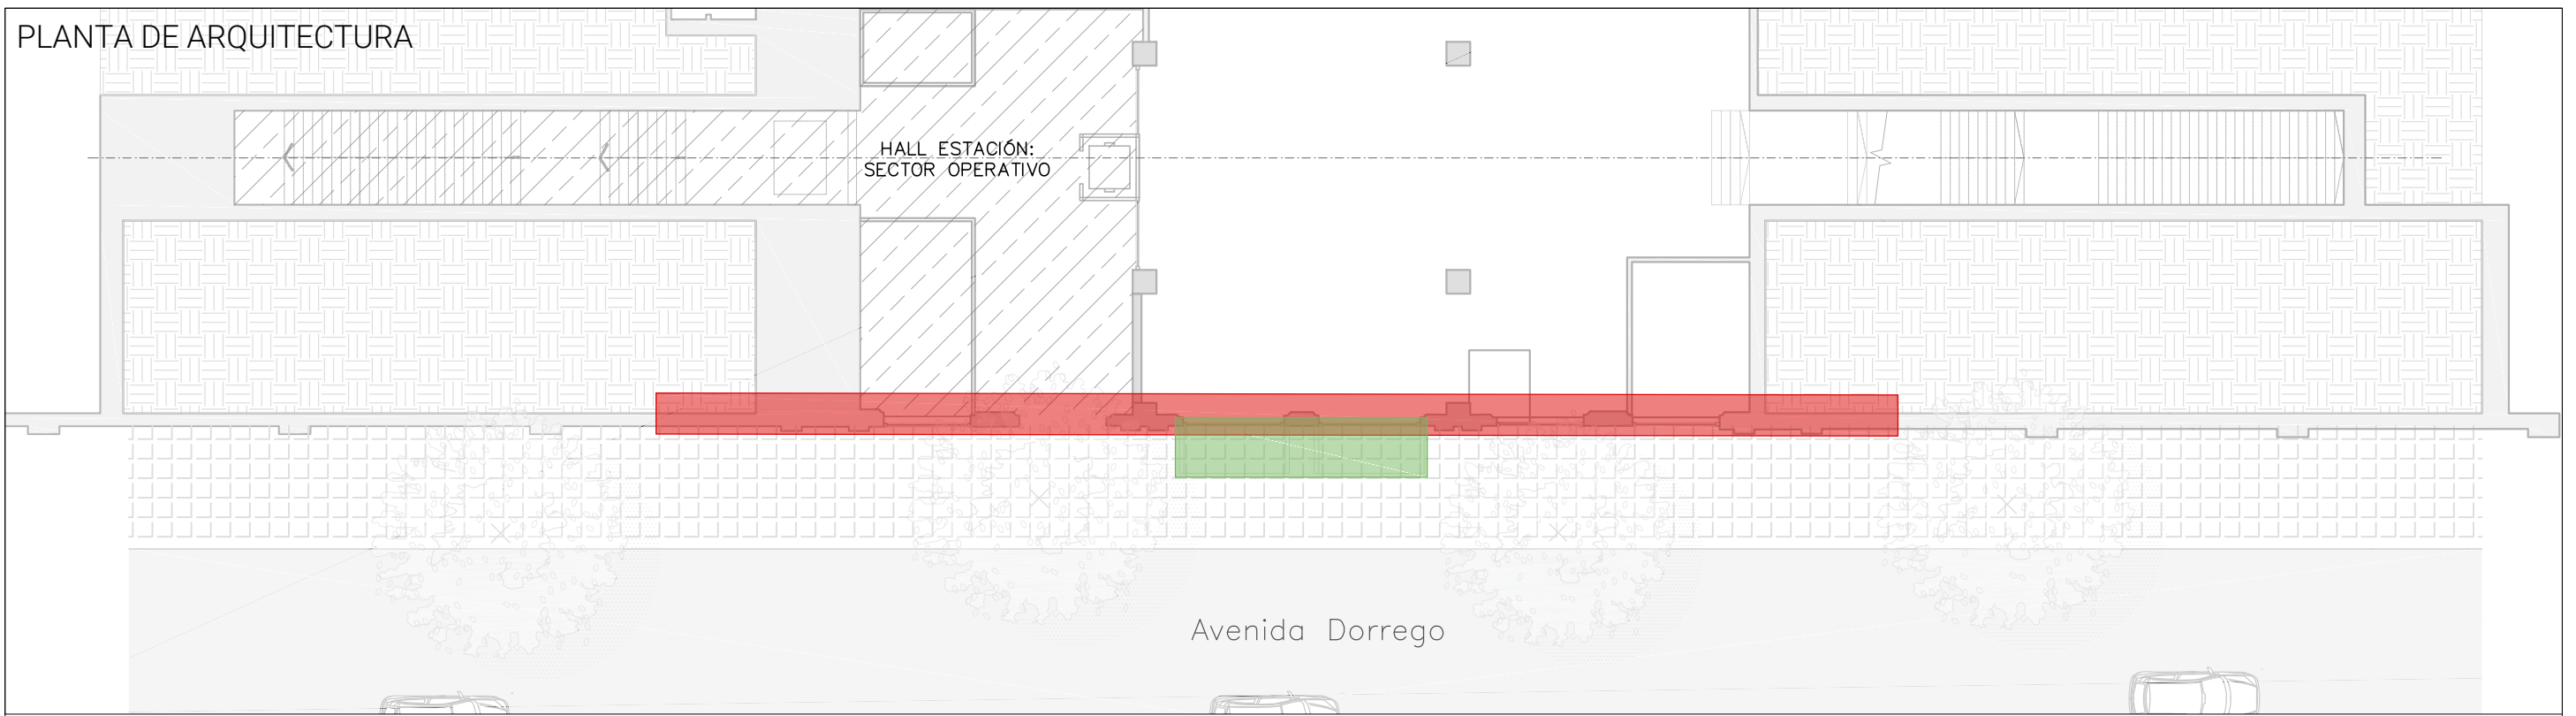 PLANTA DE ARQUITECTURA
HALL ESTACIÓN:
SECTOR OPERATIVO
Avenida Dorrego